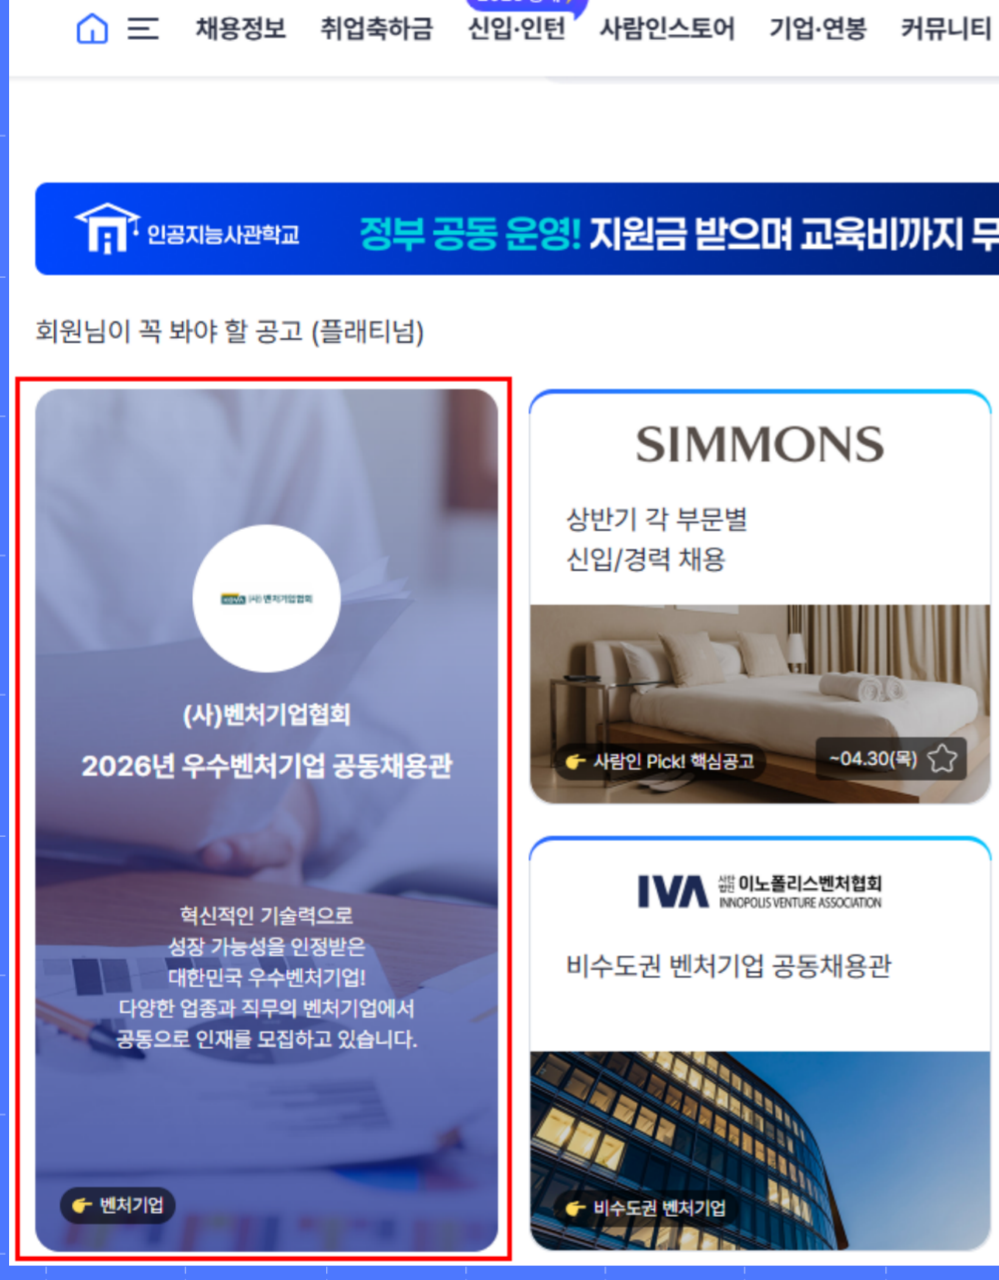 채용정보 취업축하금 신입·인턴 사람인스토어 기업·연봉 커뮤니티
인공지능사관학교 정부 공동 운영! 지원금 받으며 교육비까지 무
회원님이 꼭 봐야 할 공고 (플래티넘)
(사)벤처기업협회
(사)벤처기업협회
2026년 우수벤처기업 공동채용관
혁신적인 기술력으로
성장 가능성을 인정받은
대한민국 우수벤처기업!
다양한 업종과 직무의 벤처기업에서
공동으로 인재를 모집하고 있습니다.
벤처기업
SIMMONS
상반기 각 부문별
신입/경력 채용
사람인 Pick! 핵심공고 ~04.30(목)
IVA 사단법인 이노폴리스벤처협회
INNOPOLIS VENTURE ASSOCIATION
비수도권 벤처기업 공동채용관
비수도권 벤처기업